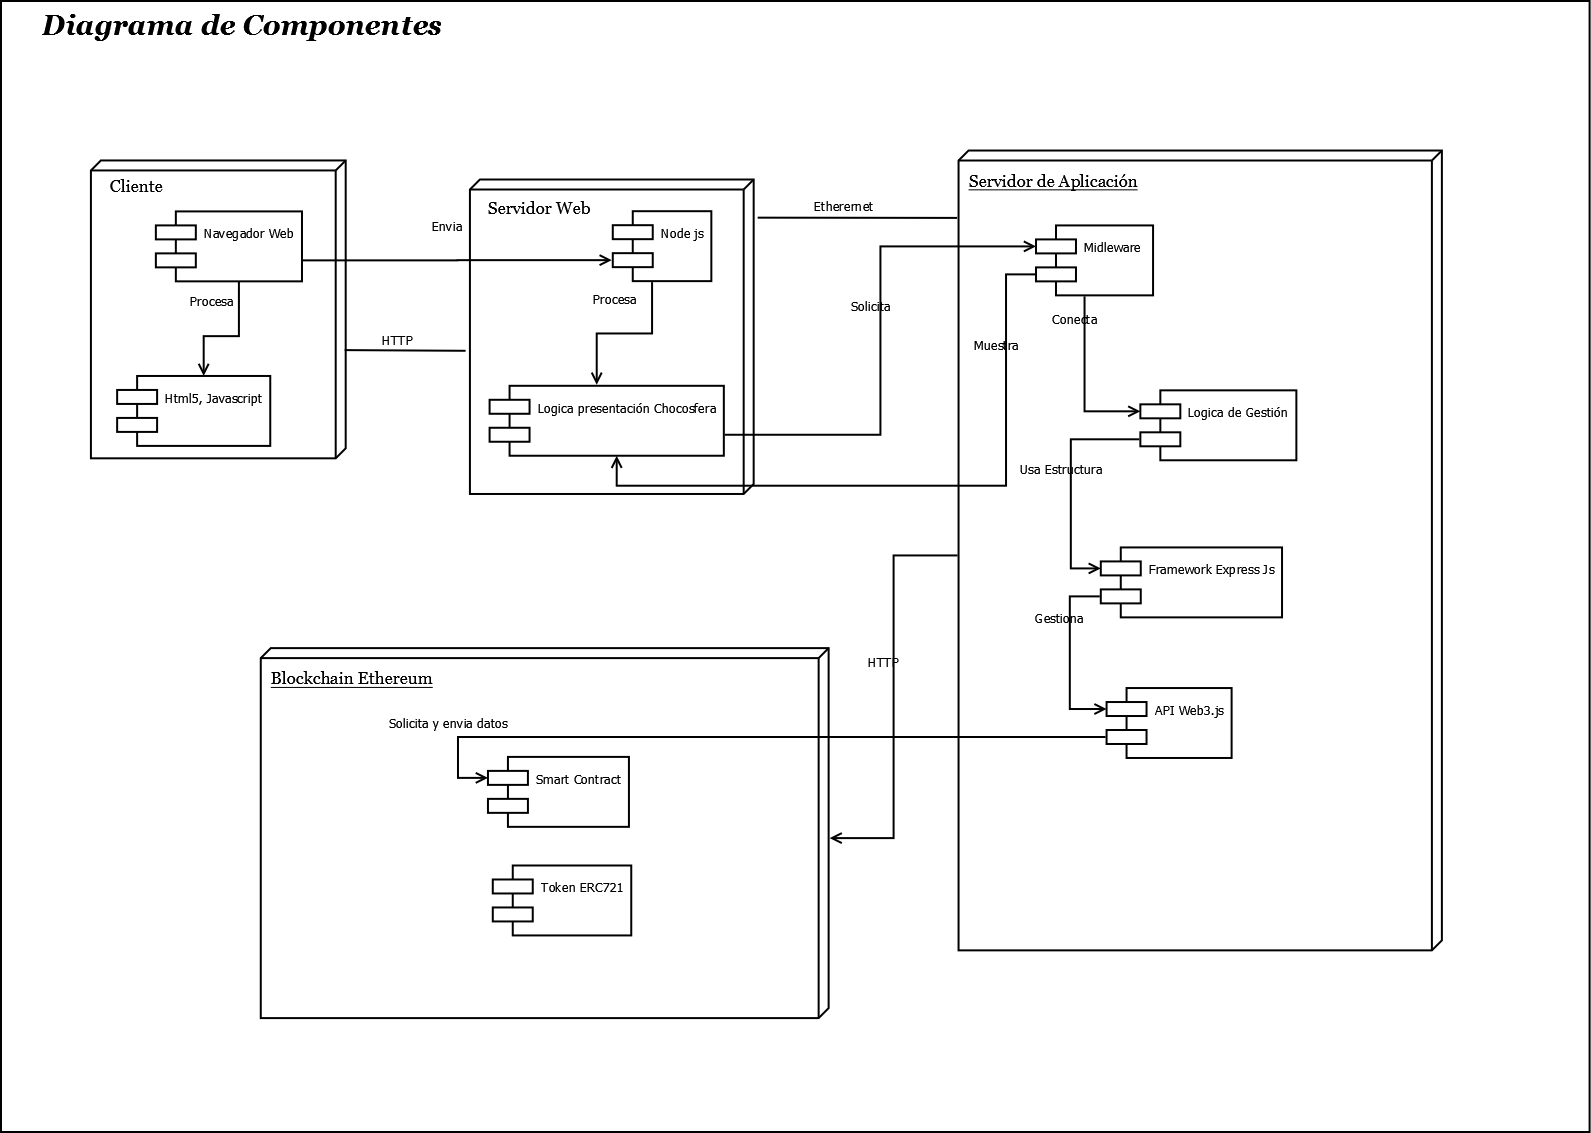 Diagrama de Componentes
Cliente
Navegador Web
Procesa
Html5, Javascript
Envia
HTTP
Servidor Web
Node js
Procesa
Logica presentación Chocosfera
Etherernet
Solicita
Muestra
Servidor de Aplicación
Midleware
Conecta
Logica de Gestión
Usa Estructura
Framework Express Js
Gestiona
API Web3.js
HTTP
Blockchain Ethereum
Solicita y envia datos
Smart Contract
Token ERC721